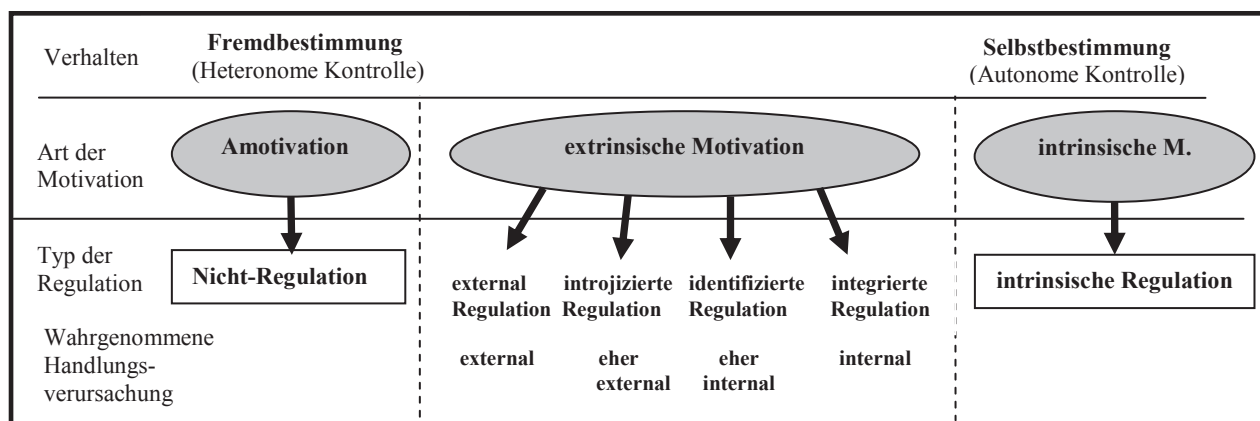 Verhalten
Fremdbestimmung
(Heteronome Kontrolle)
Selbstbestimmung
(Autonome Kontrolle)
Art der
Motivation
Amotivation
extrinsische Motivation
intrinsische M.
Typ der
Regulation
Nicht-Regulation
external
Regulation
introjizierte
Regulation
identifizierte
Regulation
integrierte
Regulation
intrinsische Regulation
Wahrgenommene
Handlungs-
verursachung
external
eher
external
eher
internal
internal